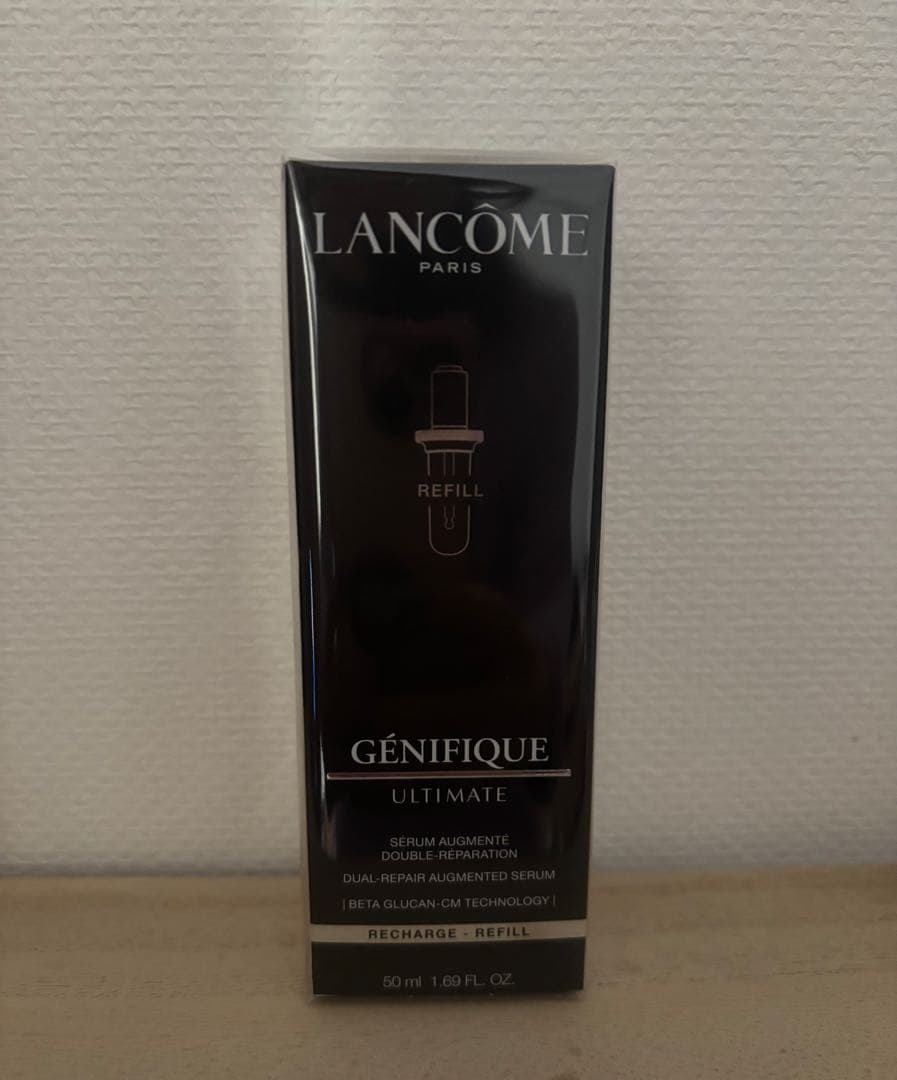 LANCÔME
PARIS
REFILL
GÉNIFIQUE
ULTIMATE
SÉRUM AUGMENTÉ
DOUBLE-RÉPARATION
DUAL-REPAIR AUGMENTED SERUM
| BETA GLUCAN-CM TECHNOLOGY |
RECHARGE - REFILL
50 ml 1.69 FL. OZ.